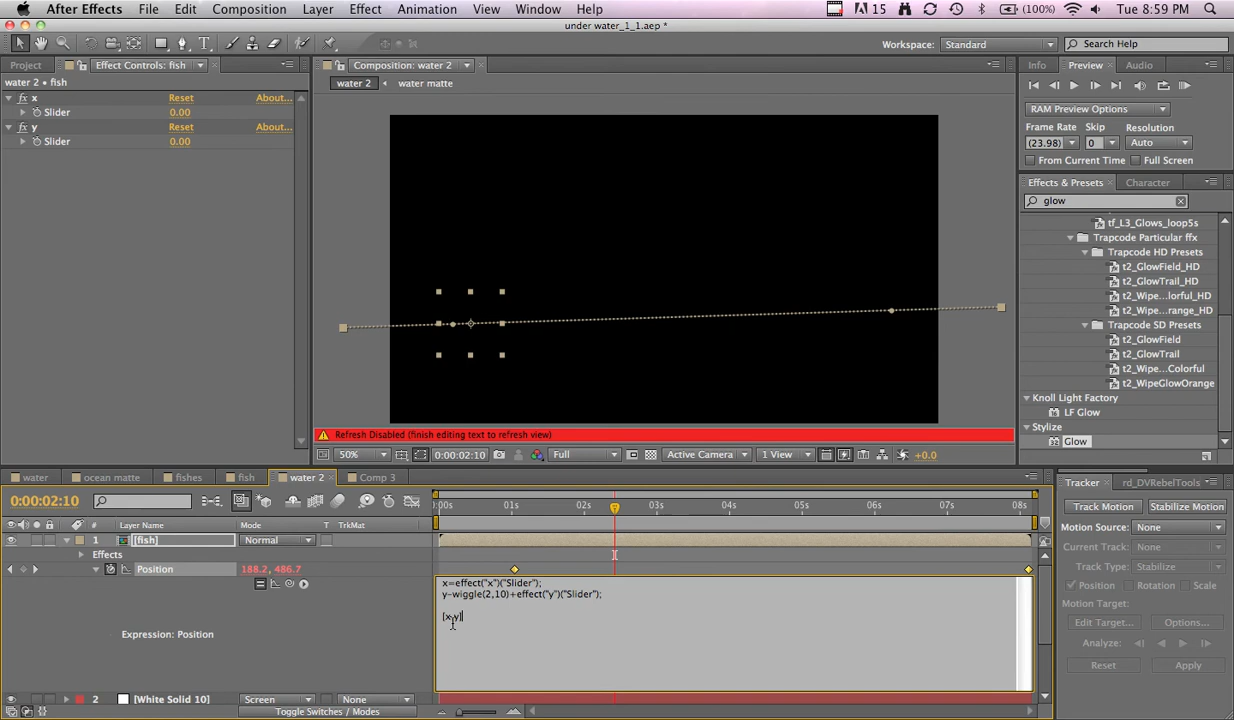 After Effects File Edit Composition Layer Effect Animation View Window Help 15 (100%) Tue 8:59 PM
under water_1_1.aep *
Workspace: Standard Search Help
Project Effect Controls: fish Composition: water 2 Info Preview Audio
water 2 • fish
water 2 water matte
fx x Reset About...
Slider 0.00
fx y Reset About...
Slider 0.00
RAM Preview Options
Frame Rate Skip Resolution
(23.98) 0 Auto
From Current Time Full Screen
Effects & Presets Character
glow
tf_L3_Glows_loop5s
Trapcode Particular ffx
Trapcode HD Presets
t2_GlowField_HD
t2_GlowTrail_HD
t2_Wipe...lorful_HD
t2_Wipe...range_HD
Trapcode SD Presets
t2_GlowField
t2_GlowTrail
t2_Wipe...Colorful
t2_WipeGlowOrange
Knoll Light Factory
LF Glow
Stylize
Glow
Refresh Disabled (finish editing text to refresh view)
50% 0:00:02:10 Full Active Camera 1 View +0.0
water ocean matte fishes fish water 2 Comp 3
0:00:02:10
:00s 01s 02s 03s 04s 05s 06s 07s 08s
# Layer Name Mode T TrkMat
1 [fish] Normal
Effects
Position 188.2, 486.7
Expression: Position
x=effect("x")("Slider");
y-wiggle(2,10)+effect("y")("Slider");
2 [White Solid 10] Screen None
Toggle Switches / Modes
Tracker rd_DVRebelTools
Track Motion Stabilize Motion
Motion Source: None
Current Track: None
Track Type: Stabilize
Position Rotation Scale
Motion Target:
Edit Target... Options...
Analyze:
Reset Apply